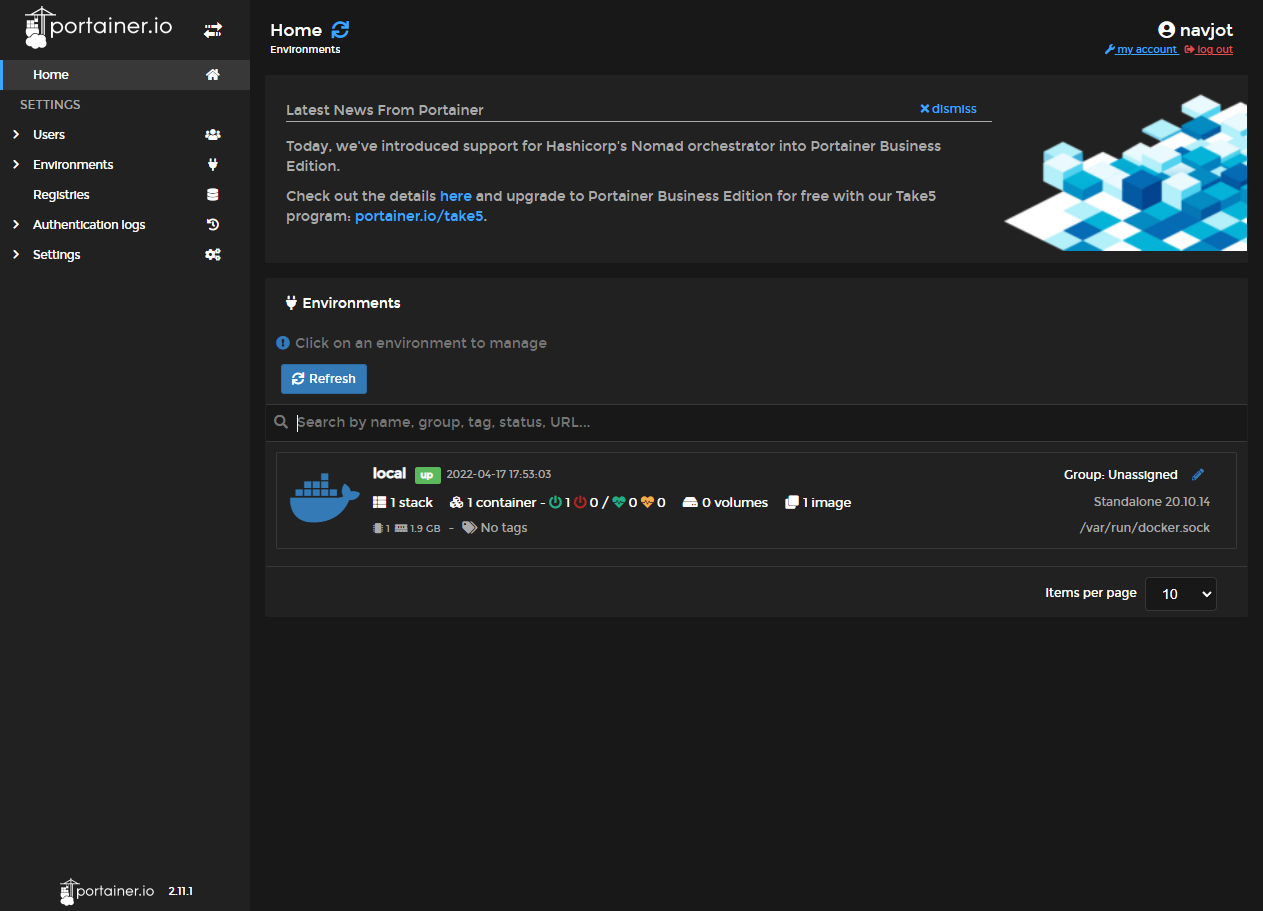 portainer.io
Home
SETTINGS
Users
Environments
Registries
Authentication logs
Settings
portainer.io 2.11.1
Home
Environments
navjot
my account log out
Latest News From Portainer
dismiss
Today, we've introduced support for Hashicorp's Nomad orchestrator into Portainer Business
Edition.
Check out the details here and upgrade to Portainer Business Edition for free with our Take5
program: portainer.io/take5.
Environments
Click on an environment to manage
Refresh
Search by name, group, tag, status, URL...
local up 2022-04-17 17:53:03
Group: Unassigned
1 stack 1 container - 1 0 / 0 0 0 volumes 1 image
Standalone 20.10.14
1 1.9 GB - No tags
/var/run/docker.sock
Items per page 10